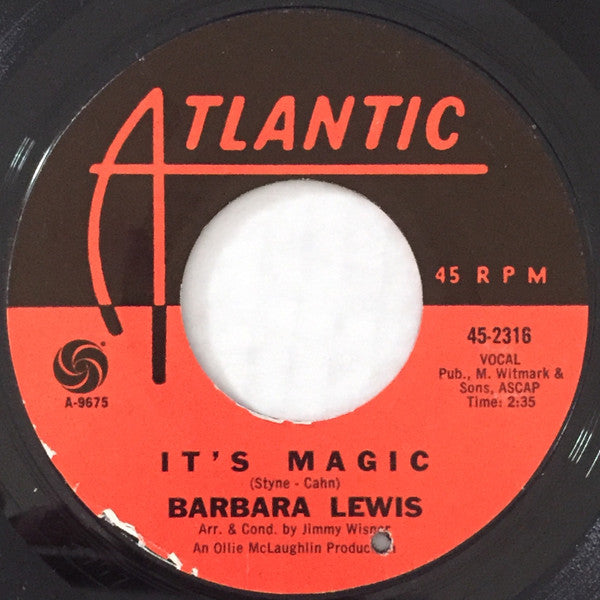 ATLANTIC
45 RPM
45-2316
VOCAL
Pub., M. Witmark &
Sons, ASCAP
Time: 2:35
A-9675
IT'S MAGIC
(Styne - Cahn)
BARBARA LEWIS
Arr. & Cond. by Jimmy Wisner
An Ollie McLaughlin Production